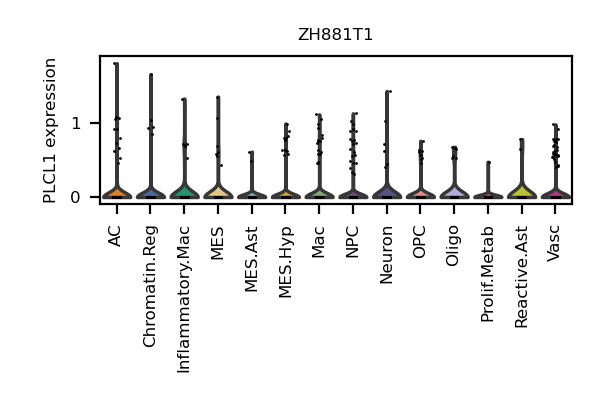 ZH881T1
PLCL1 expression
1
0
AC
Chromatin.Reg
Inflammatory.Mac
MES
MES.Ast
MES.Hyp
Mac
NPC
Neuron
OPC
Oligo
Prolif.Metab
Reactive.Ast
Vasc